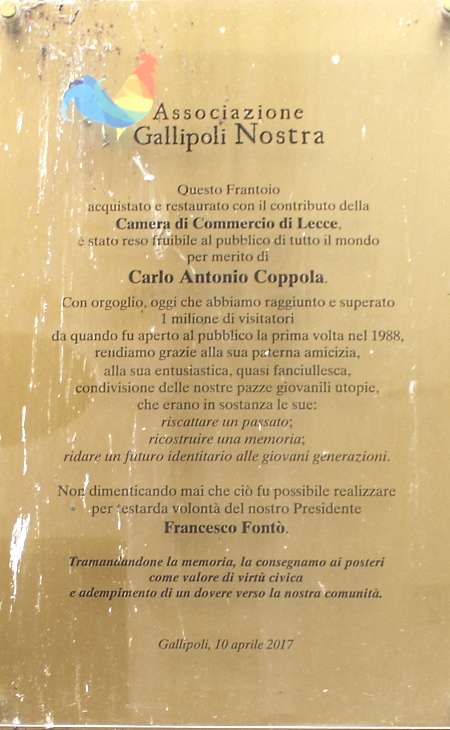 Associazione
Gallipoli Nostra
Questo Frantoio
acquistato e restaurato con il contributo della
Camera di Commercio di Lecce,
è stato reso fruibile al pubblico di tutto il mondo
per merito di
Carlo Antonio Coppola.
Con orgoglio, oggi che abbiamo raggiunto e superato
1 milione di visitatori
da quando fu aperto al pubblico la prima volta nel 1988,
rendiamo grazie alla sua paterna amicizia,
alla sua entusiastica, quasi fanciullesca,
condivisione delle nostre pazze giovanili utopie,
che erano in sostanza le sue:
riscattare un passato;
ricostruire una memoria;
ridare un futuro identitario alle giovani generazioni.
Non dimenticando mai che ciò fu possibile realizzare
per testarda volontà del nostro Presidente
Francesco Fontò.
Tramandandone la memoria, la consegnamo ai posteri
come valore di virtù civica
e adempimento di un dovere verso la nostra comunità.
Gallipoli, 10 aprile 2017